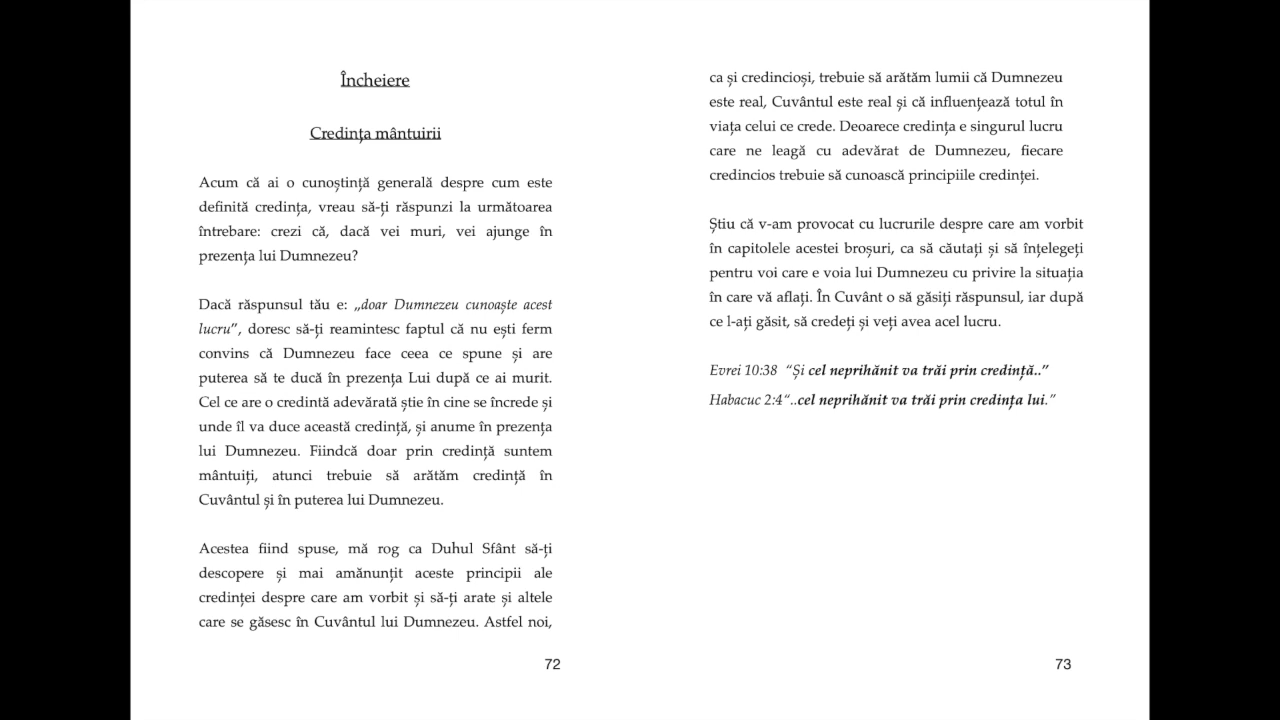 Încheiere
Credința mântuirii
Acum că ai o cunoștință generală despre cum este
definită credința, vreau să-ți răspunzi la următoarea
întrebare: crezi că, dacă vei muri, vei ajunge în
prezența lui Dumnezeu?
Dacă răspunsul tău e: „doar Dumnezeu cunoaște acest
lucru”, doresc să-ți reamintesc faptul că nu ești ferm
convins că Dumnezeu face ceea ce spune și are
puterea să te ducă în prezența Lui după ce ai murit.
Cel ce are o credintă adevărată știe în cine se încrede și
unde îl va duce această credință, și anume în prezența
lui Dumnezeu. Fiindcă doar prin credință suntem
mântuiți, atunci trebuie să arătăm credință în
Cuvântul și în puterea lui Dumnezeu.
Acestea fiind spuse, mă rog ca Duhul Sfânt să-ți
descopere și mai amănunțit aceste principii ale
credinței despre care am vorbit și să-ți arate și altele
care se găsesc în Cuvântul lui Dumnezeu. Astfel noi,
72
ca și credincioși, trebuie să arătăm lumii că Dumnezeu
este real, Cuvântul este real și că influențează totul în
viața celui ce crede. Deoarece credința e singurul lucru
care ne leagă cu adevărat de Dumnezeu, fiecare
credincios trebuie să cunoască principiile credinței.
Știu că v-am provocat cu lucrurile despre care am vorbit
în capitolele acestei broșuri, ca să căutați și să înțelegeți
pentru voi care e voia lui Dumnezeu cu privire la situația
în care vă aflați. În Cuvânt o să găsiți răspunsul, iar după
ce l-ați găsit, să credeți și veți avea acel lucru.
Evrei 10:38 “Și cel neprihănit va trăi prin credință..”
Habacuc 2:4“..cel neprihănit va trăi prin credința lui.”
73